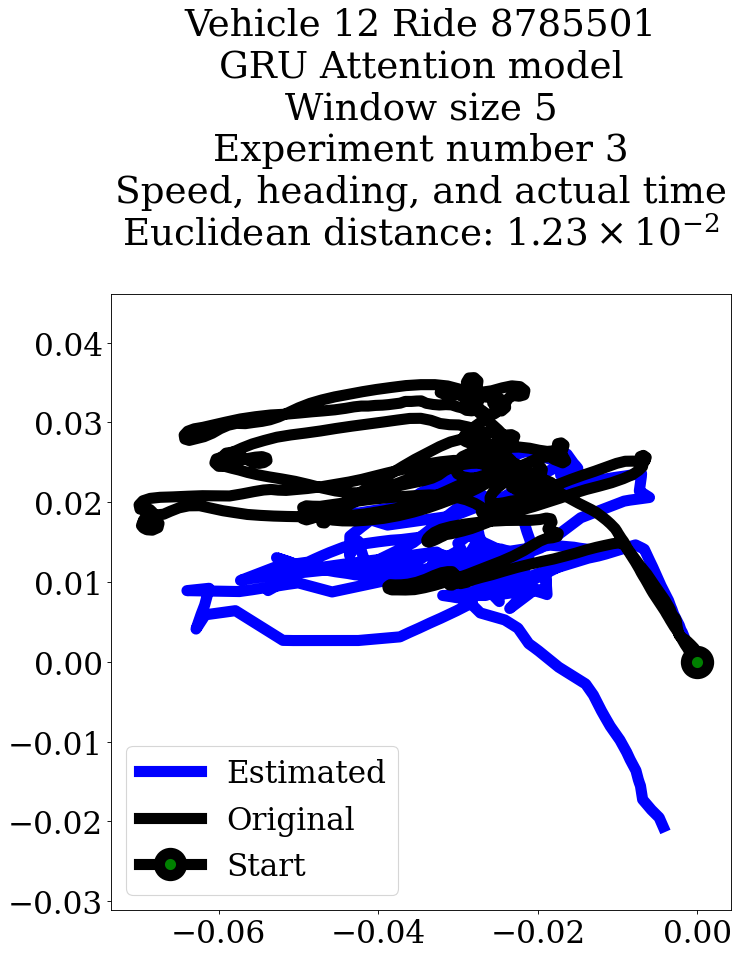 Vehicle 12 Ride 8785501
GRU Attention model
Window size 5
Experiment number 3
Speed, heading, and actual time
Euclidean distance: 1.23 × 10⁻²
0.04
0.03
0.02
0.01
0.00
−0.01
−0.02
−0.03
Estimated
Original
Start
−0.06
−0.04
−0.02
0.00